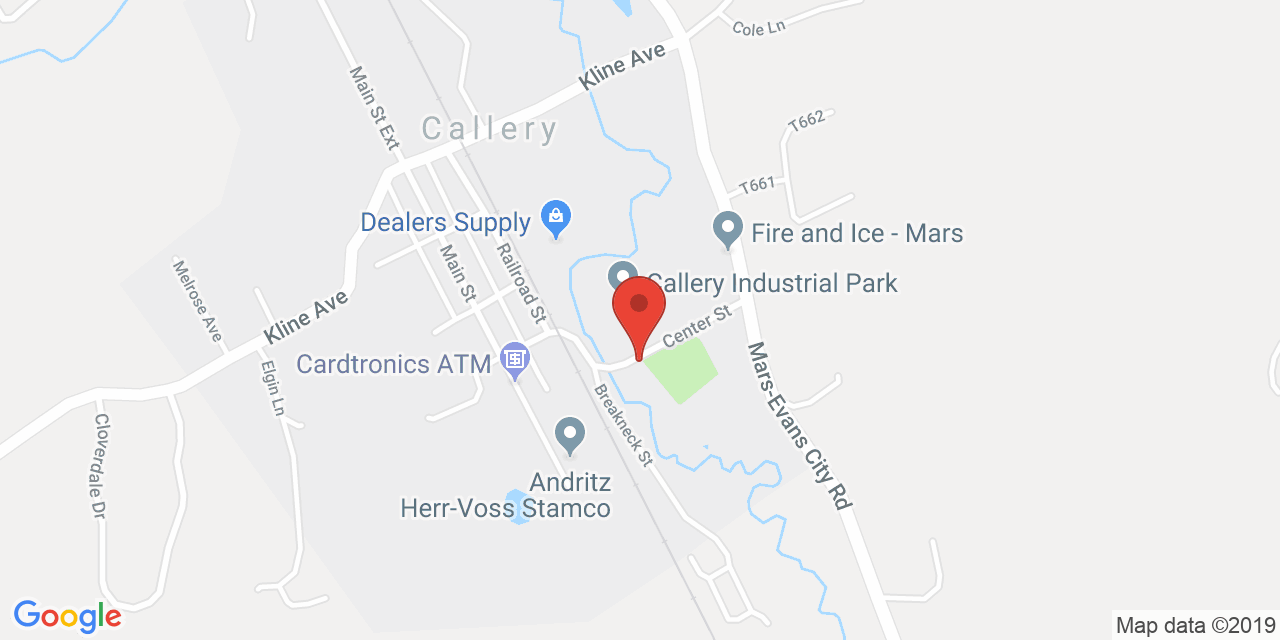 Cole Ln
Kline Ave
Main St Ext
T662
Callery
T661
Dealers Supply
Fire and Ice - Mars
Main St
Railroad St
Melrose Ave
Callery Industrial Park
Kline Ave
Center St
Cardtronics ATM
Elgin Ln
Breakneck St
Mars-Evans City Rd
Cloverdale Dr
Andritz
Herr-Voss Stamco
Google
Map data ©2019